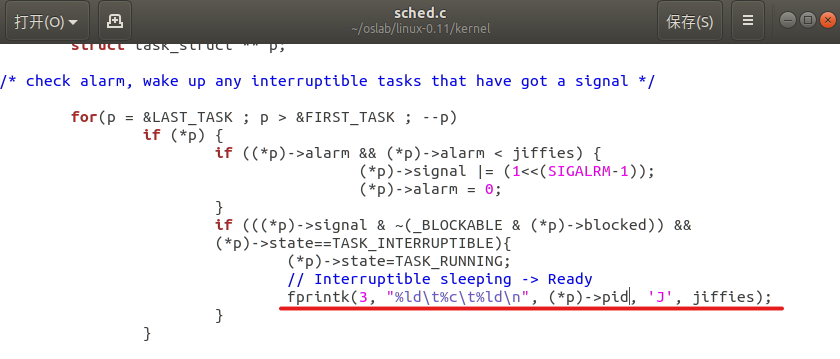 打开(O)
sched.c
~/oslab/linux-0.11/kernel
保存(S)
struct task_struct ** p;
/* check alarm, wake up any interruptible tasks that have got a signal */
for(p = &LAST_TASK ; p > &FIRST_TASK ; --p)
if (*p) {
if ((*p)->alarm && (*p)->alarm < jiffies) {
(*p)->signal |= (1<<(SIGALRM-1));
(*p)->alarm = 0;
}
if (((*p)->signal & ~(_BLOCKABLE & (*p)->blocked)) &&
(*p)->state==TASK_INTERRUPTIBLE){
(*p)->state=TASK_RUNNING;
// Interruptible sleeping -> Ready
fprintk(3, "%ld\t%c\t%ld\n", (*p)->pid, 'J', jiffies);
}
}